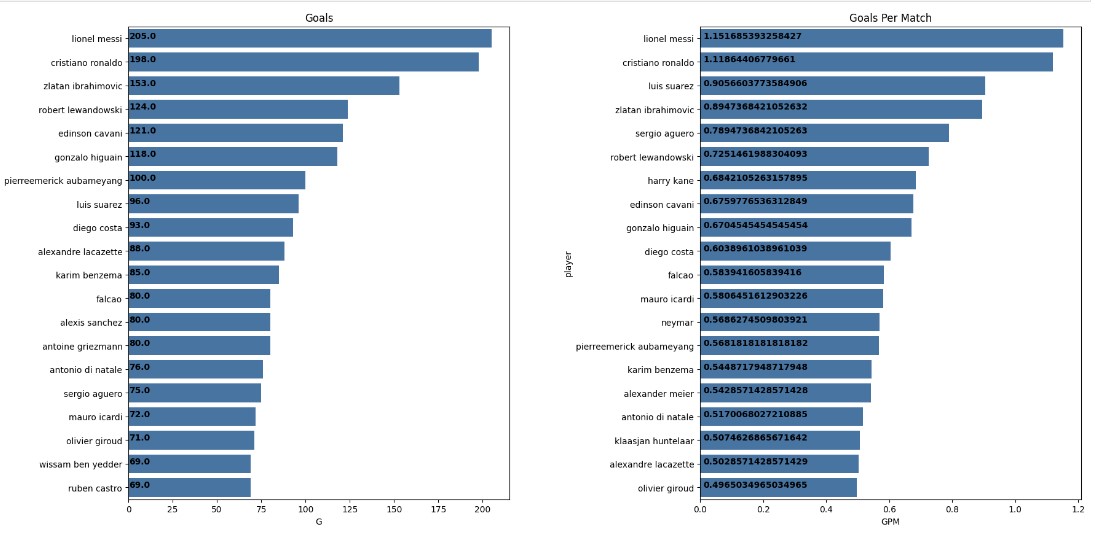 Goals
lionel messi 205.0
cristiano ronaldo 198.0
zlatan ibrahimovic 153.0
robert lewandowski 124.0
edinson cavani 121.0
gonzalo higuain 118.0
pierreemerick aubameyang 100.0
luis suarez 96.0
diego costa 93.0
alexandre lacazette 88.0
karim benzema 85.0
falcao 80.0
alexis sanchez 80.0
antoine griezmann 80.0
antonio di natale 76.0
sergio aguero 75.0
mauro icardi 72.0
olivier giroud 71.0
wissam ben yedder 69.0
ruben castro 69.0
0 25 50 75 100 125 150 175 200
G
Goals Per Match
player
lionel messi 1.151685393258427
cristiano ronaldo 1.11864406779661
luis suarez 0.9056603773584906
zlatan ibrahimovic 0.8947368421052632
sergio aguero 0.7894736842105263
robert lewandowski 0.7251461988304093
harry kane 0.6842105263157895
edinson cavani 0.6759776536312849
gonzalo higuain 0.6704545454545454
diego costa 0.6038961038961039
falcao 0.583941605839416
mauro icardi 0.5806451612903226
neymar 0.5686274509803921
pierreemerick aubameyang 0.5681818181818182
karim benzema 0.5448717948717948
alexander meier 0.5428571428571428
antonio di natale 0.5170068027210885
klaasjan huntelaar 0.5074626865671642
alexandre lacazette 0.5028571428571429
olivier giroud 0.4965034965034965
0.0 0.2 0.4 0.6 0.8 1.0 1.2
GPM